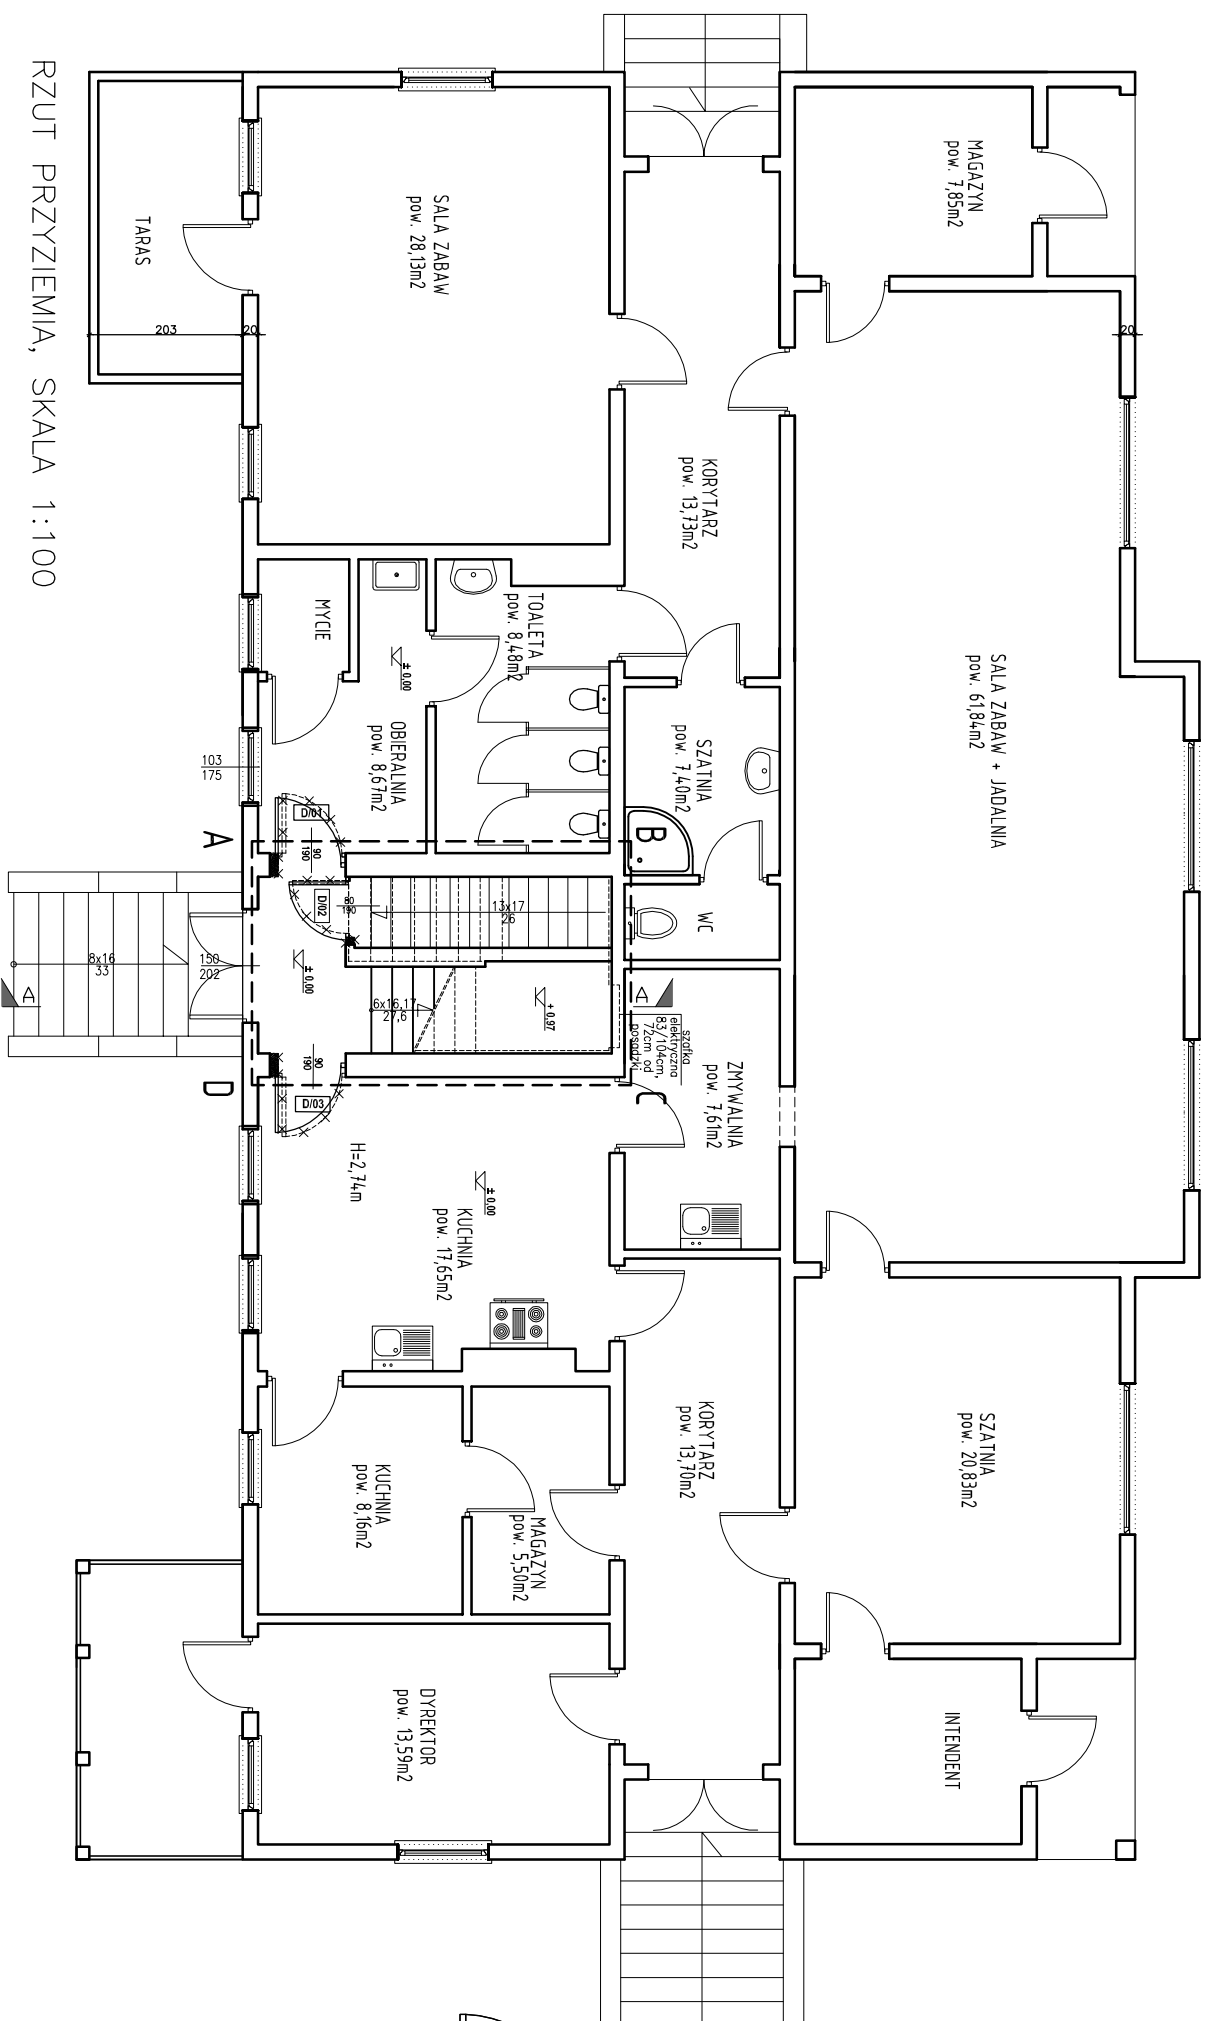 RZUT PRZYZIEMIA, SKALA 1:100
MAGAZYN
pow. 7,85m2
SALA ZABAW
pow. 28,13m2
TARAS
203
20
20
KORYTARZ
pow. 13,73m2
SALA ZABAW + JADALNIA
pow. 61,84m2
TOALETA
pow. 8,48m2
MYCIE
± 0.00
OBIERALNIA
pow. 8,67m2
SZATNIA
pow. 7,40m2
103
175
D/01
90
190
A
B
D/02
80
190
13x17
26
WC
8x16
33
150
202
± 0.00
6x16,17
27,6
+ 0,97
A
A
szafka
elektryczna
83/104cm,
72cm od
posadzki
90
190
D/03
D
C
ZMYWALNIA
pow. 7,61m2
H=2,74m
± 0.00
KUCHNIA
pow. 17,65m2
KORYTARZ
pow. 13,70m2
SZATNIA
pow. 20,83m2
KUCHNIA
pow. 8,16m2
MAGAZYN
pow. 5,50m2
DYREKTOR
pow. 13,59m2
INTENDENT